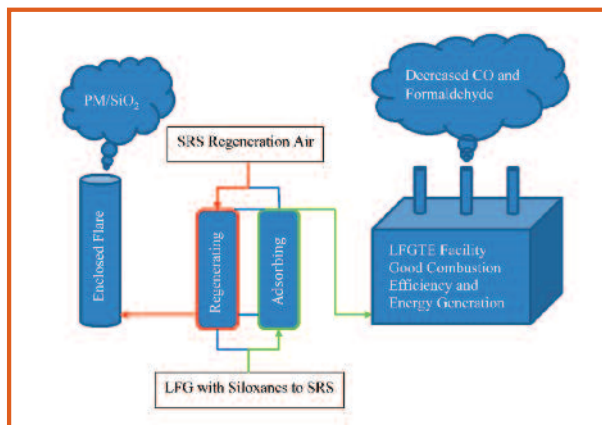 PM/SiO2
Decreased CO and
Formaldehyde
SRS Regeneration Air
Enclosed Flare
Regenerating
Adsorbing
LFGTE Facility
Good Combustion
Efficiency and
Energy Generation
LFG with Siloxanes to SRS